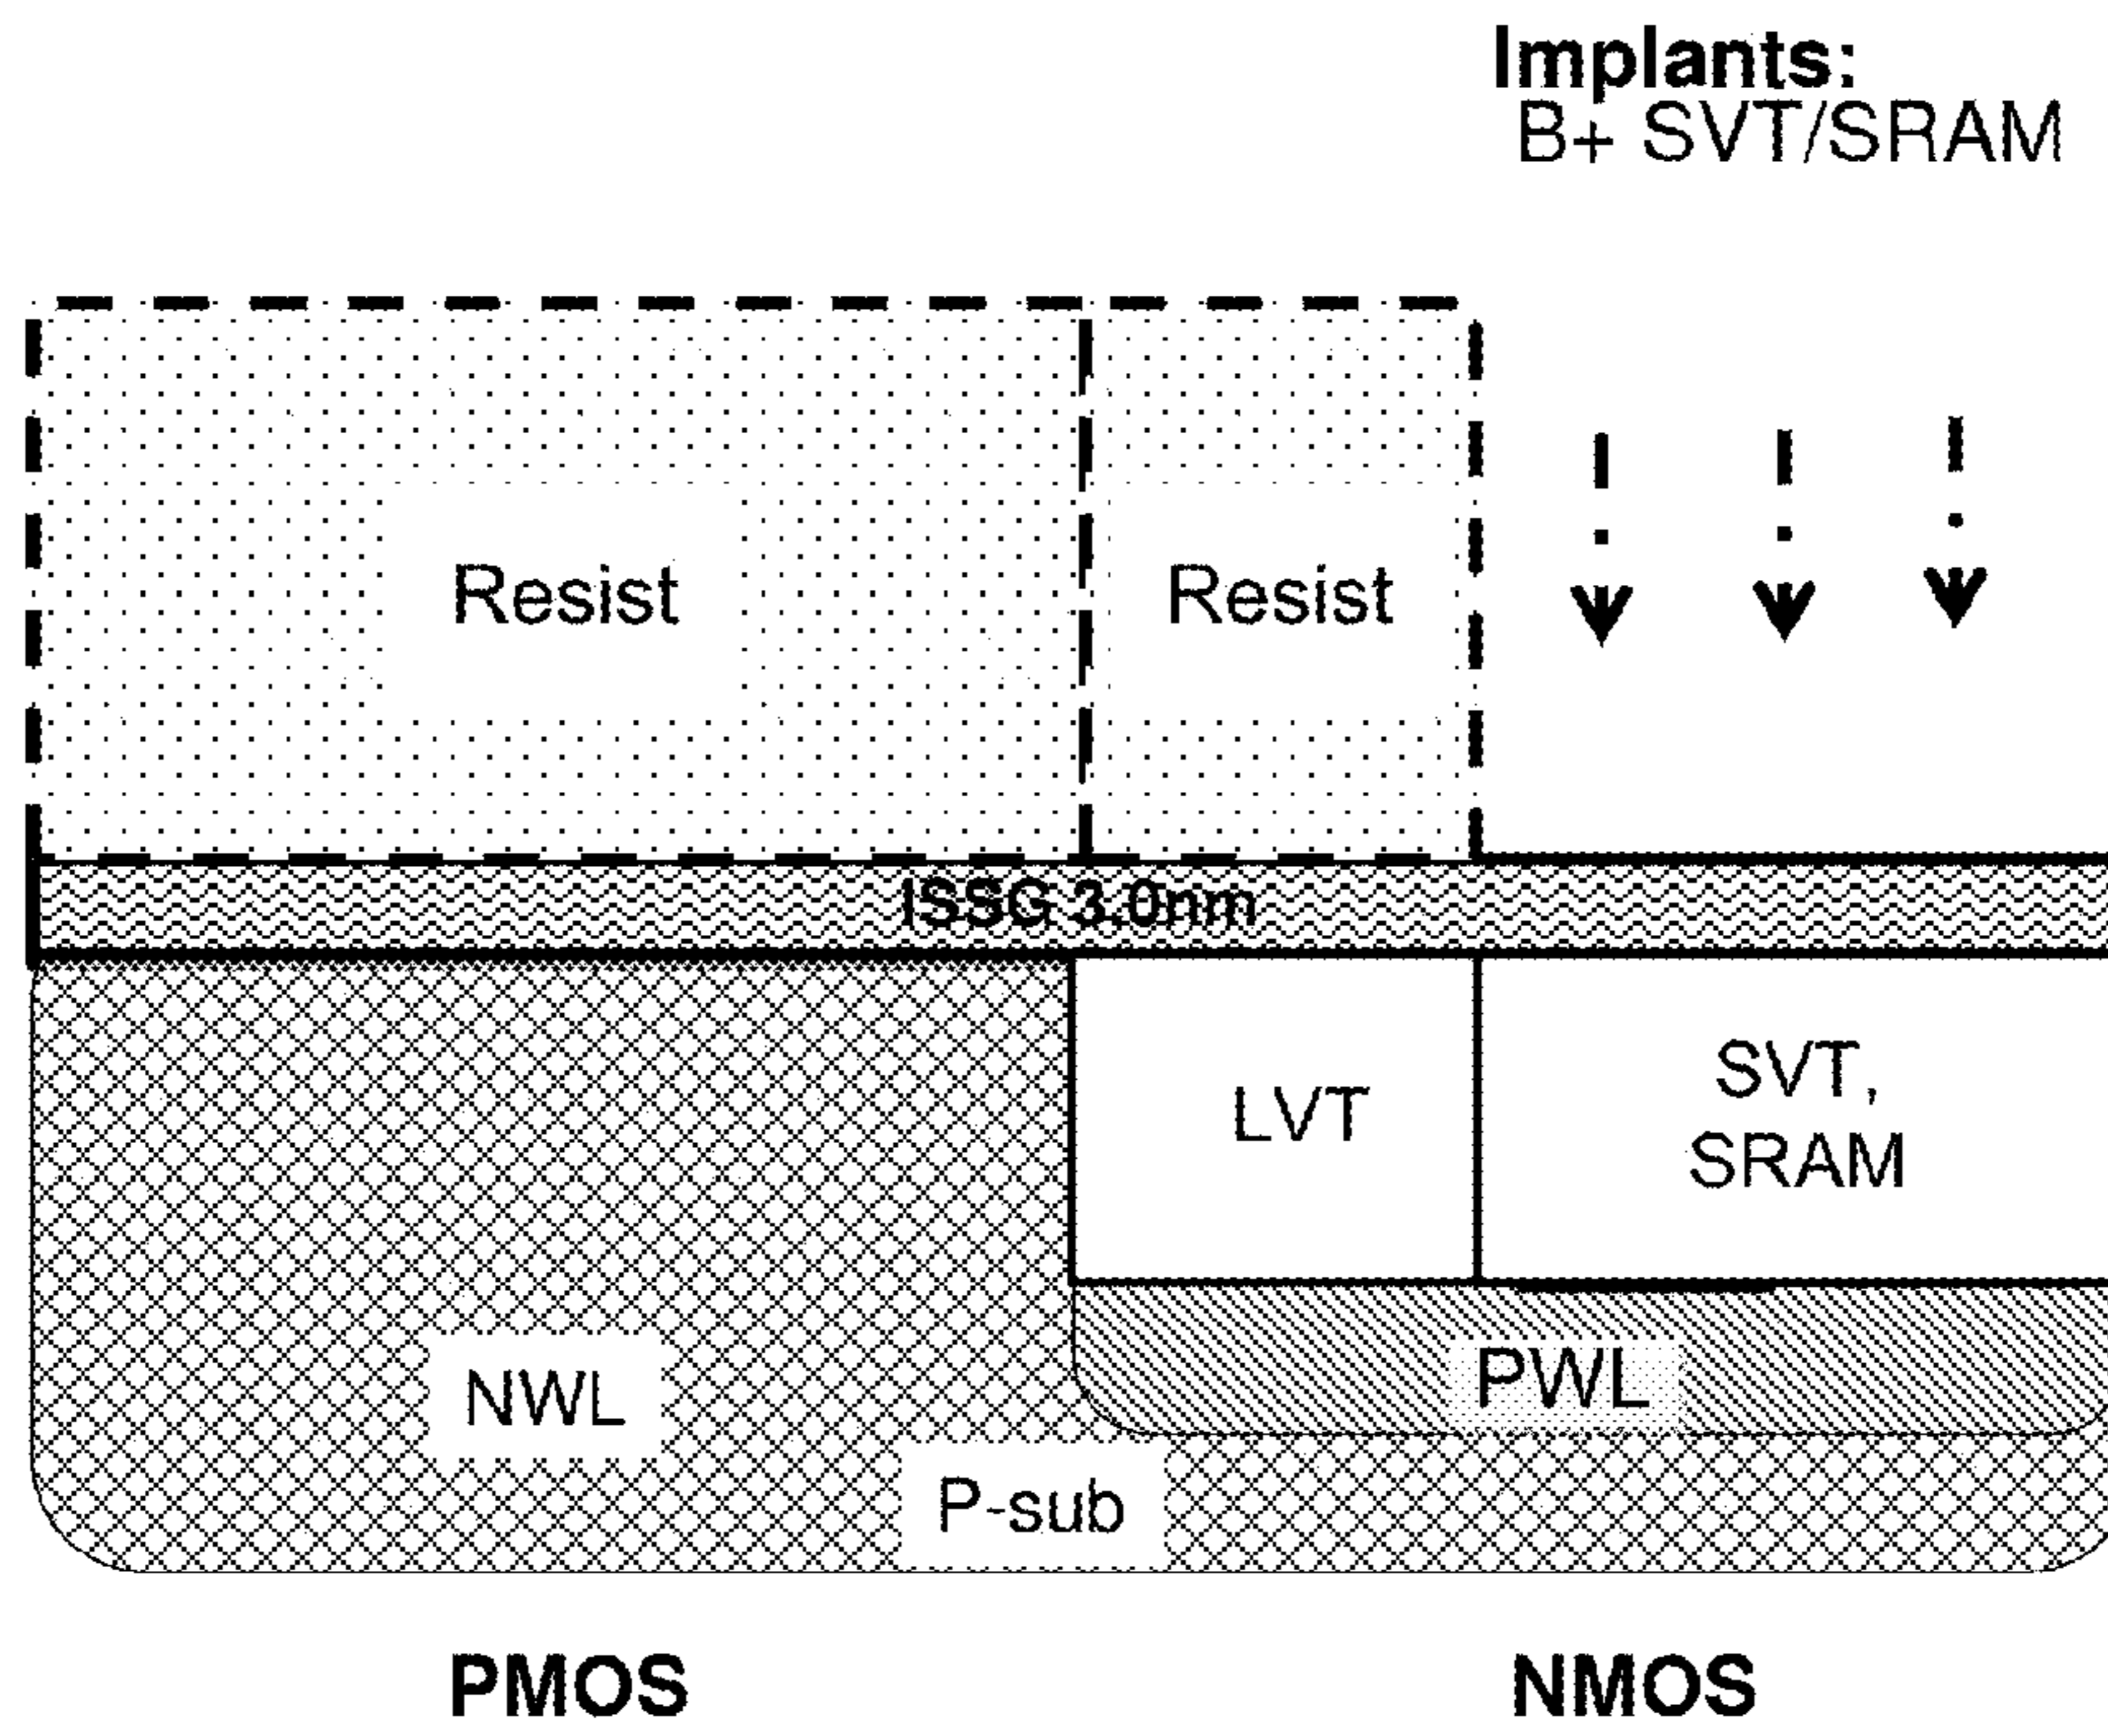 Implants:
B+ SVT/SRAM
Resist
Resist
ISSG 3.0nm
LVT
SVT,
SRAM
NWL
PWL
P-sub
PMOS
NMOS